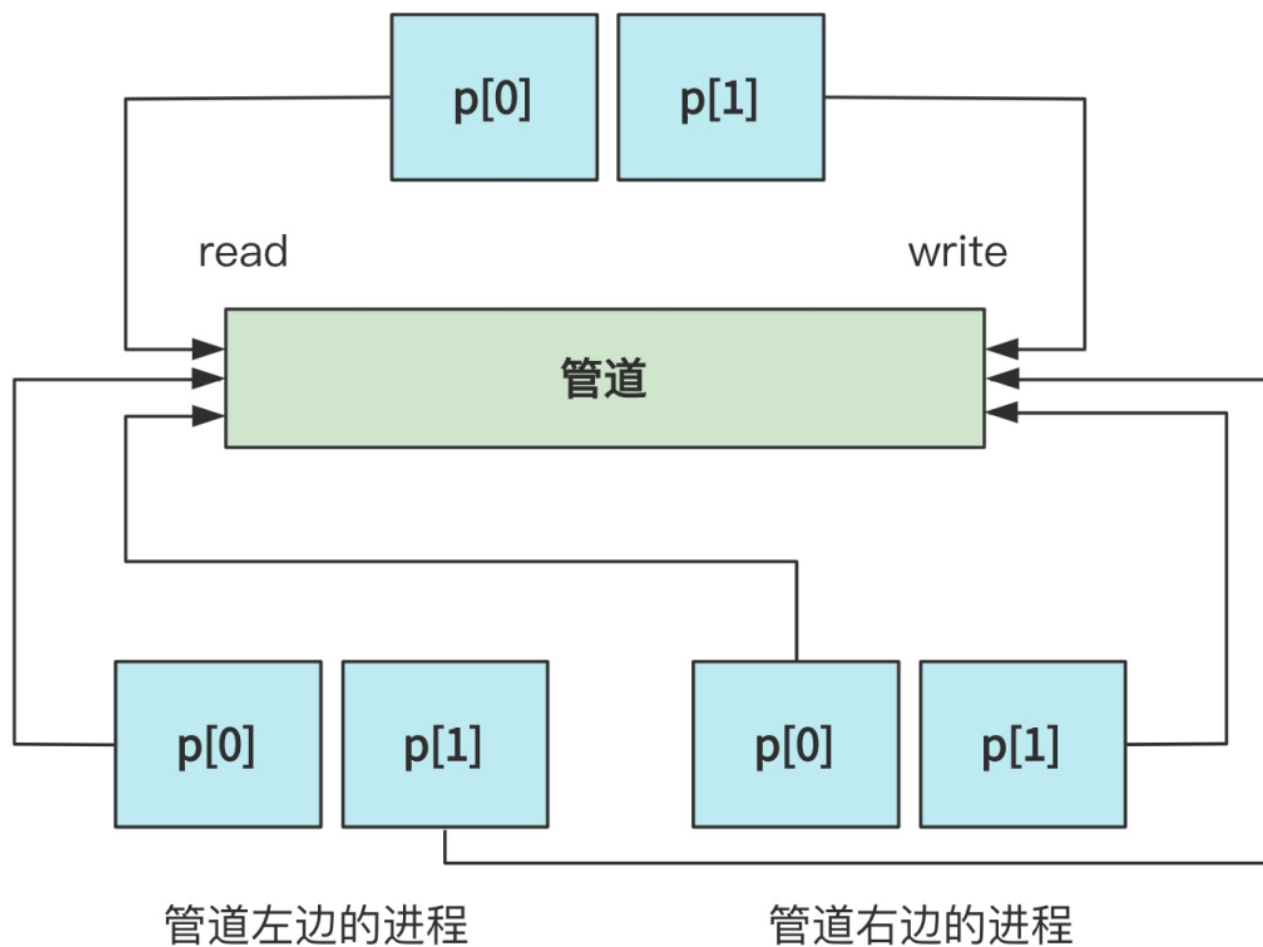 p[0] p[1]
read write
管道
p[0] p[1] p[0] p[1]
管道左边的进程 管道右边的进程